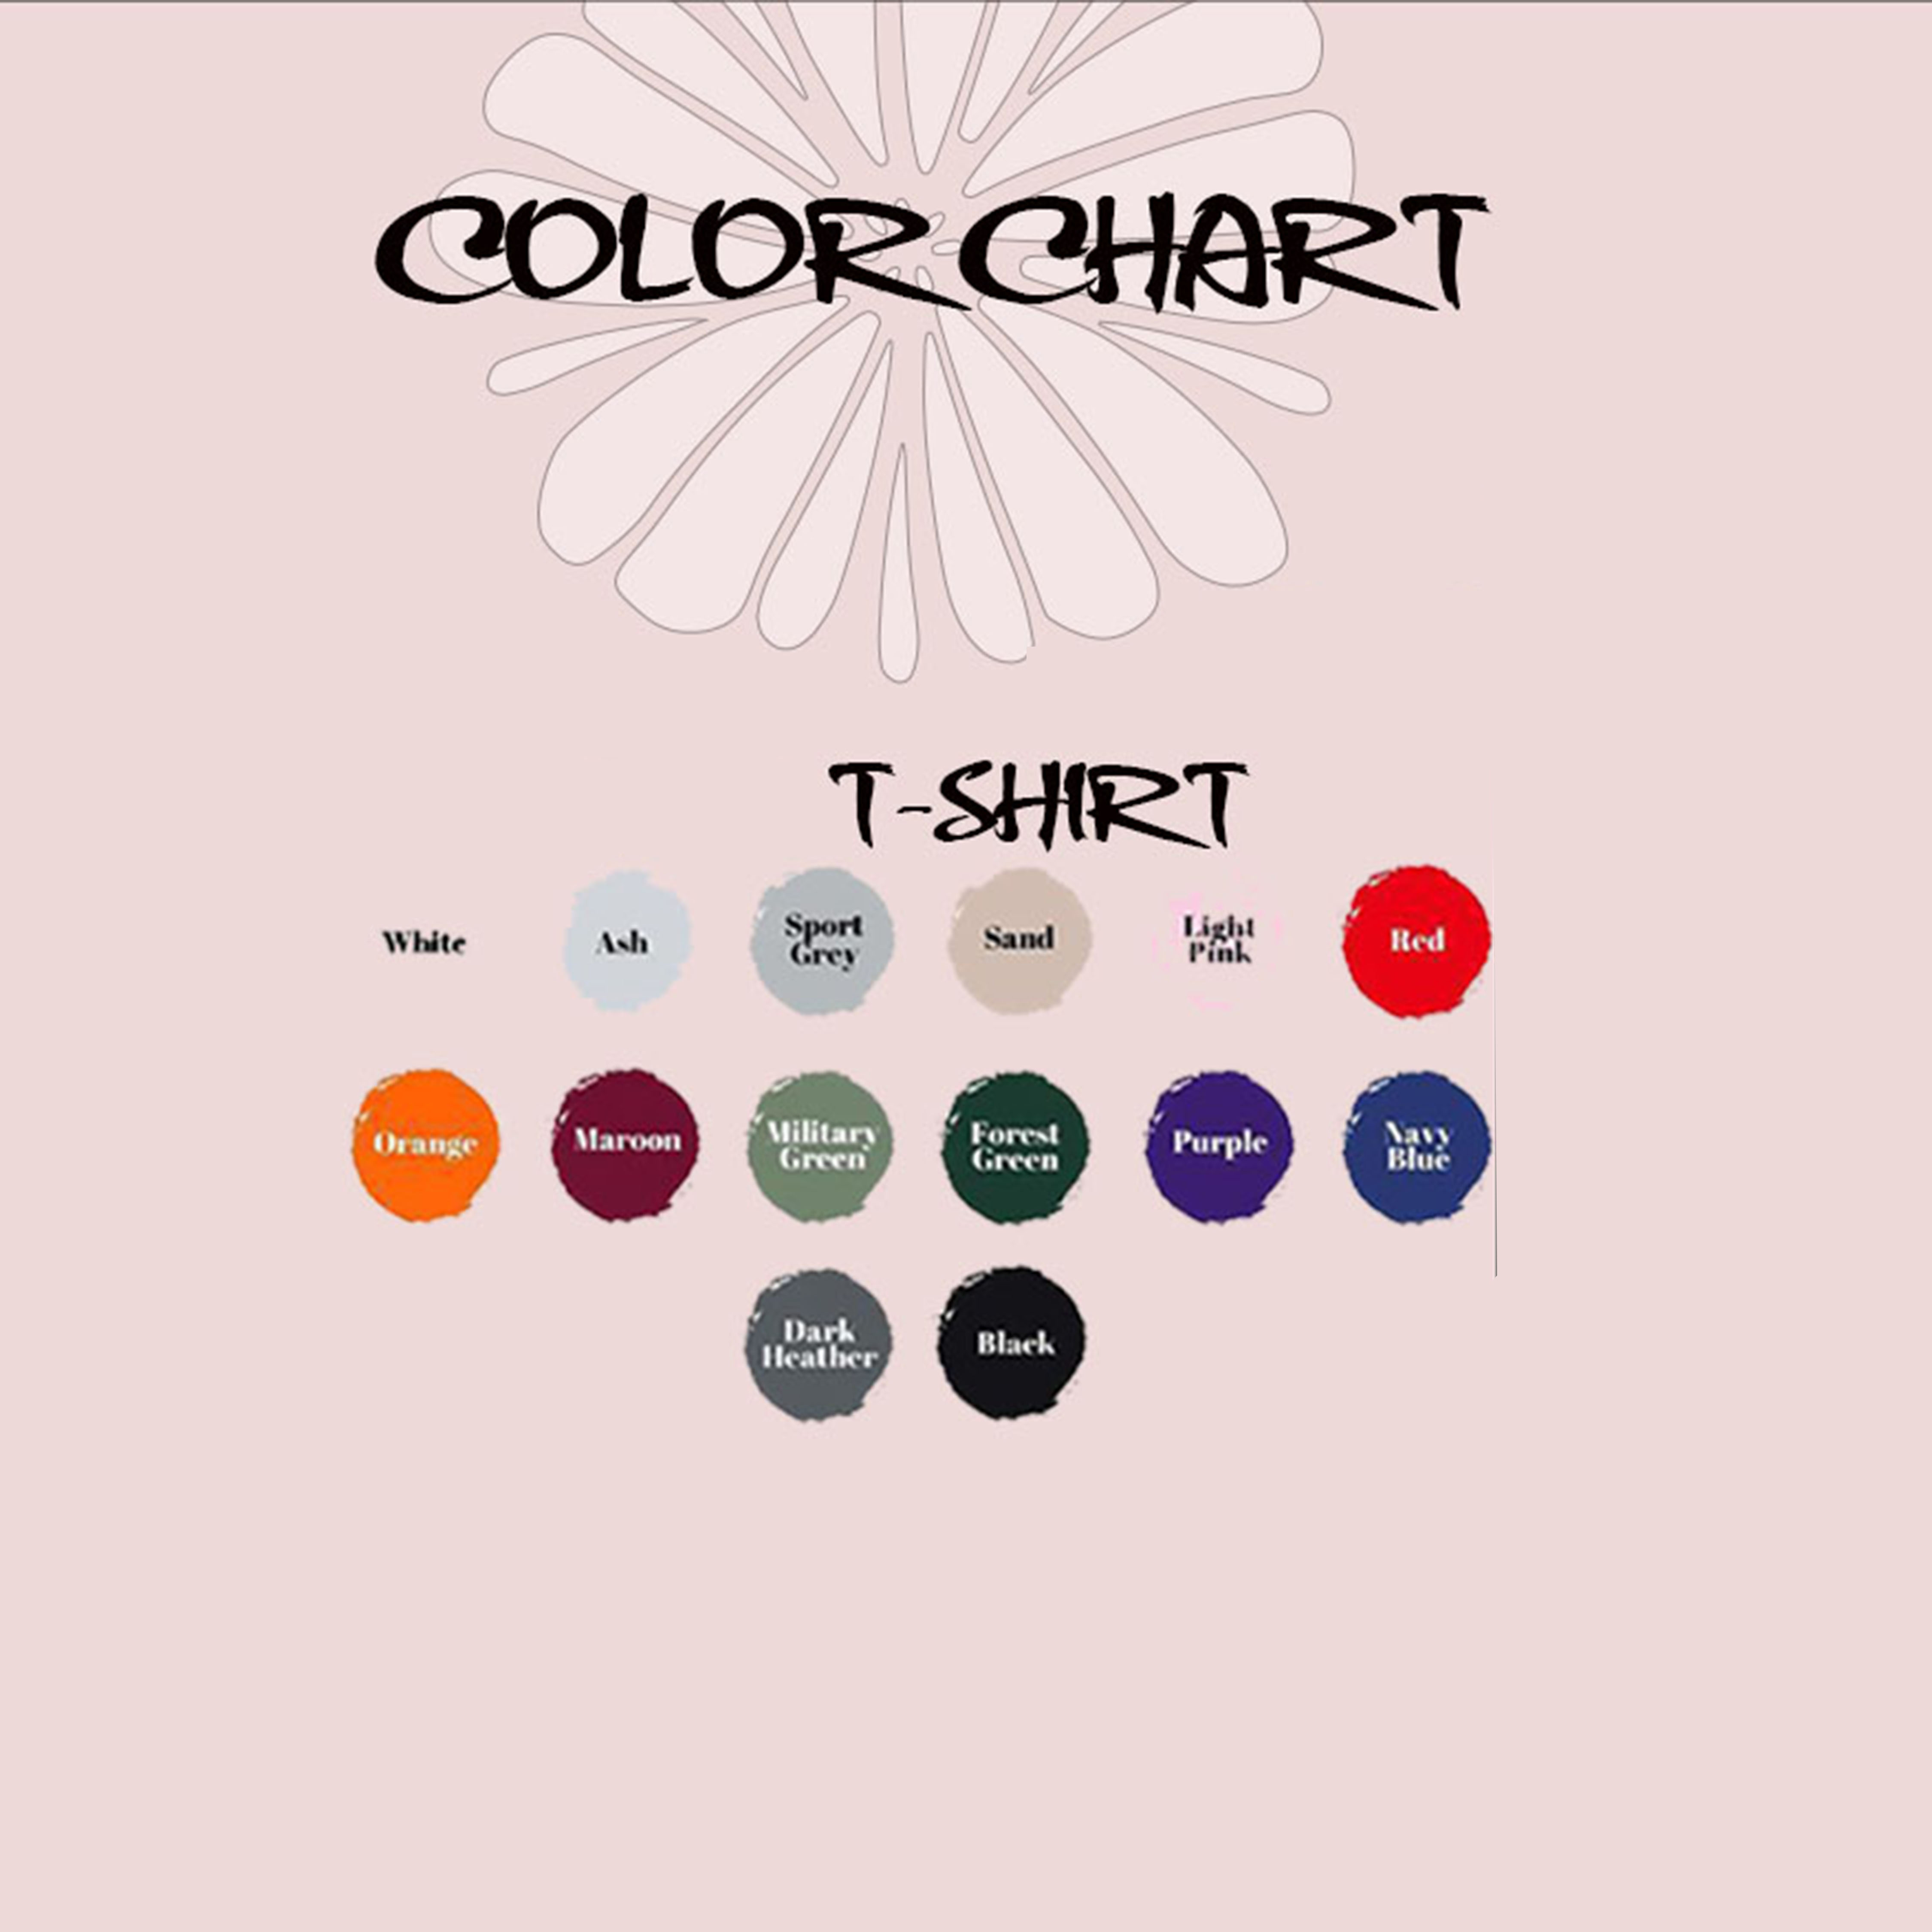 COLOR CHART
T-SHIRT
White
Ash
Sport
Grey
Sand
Light
Pink
Red
Orange
Maroon
Military
Green
Forest
Green
Purple
Navy
Blue
Dark
Heather
Black